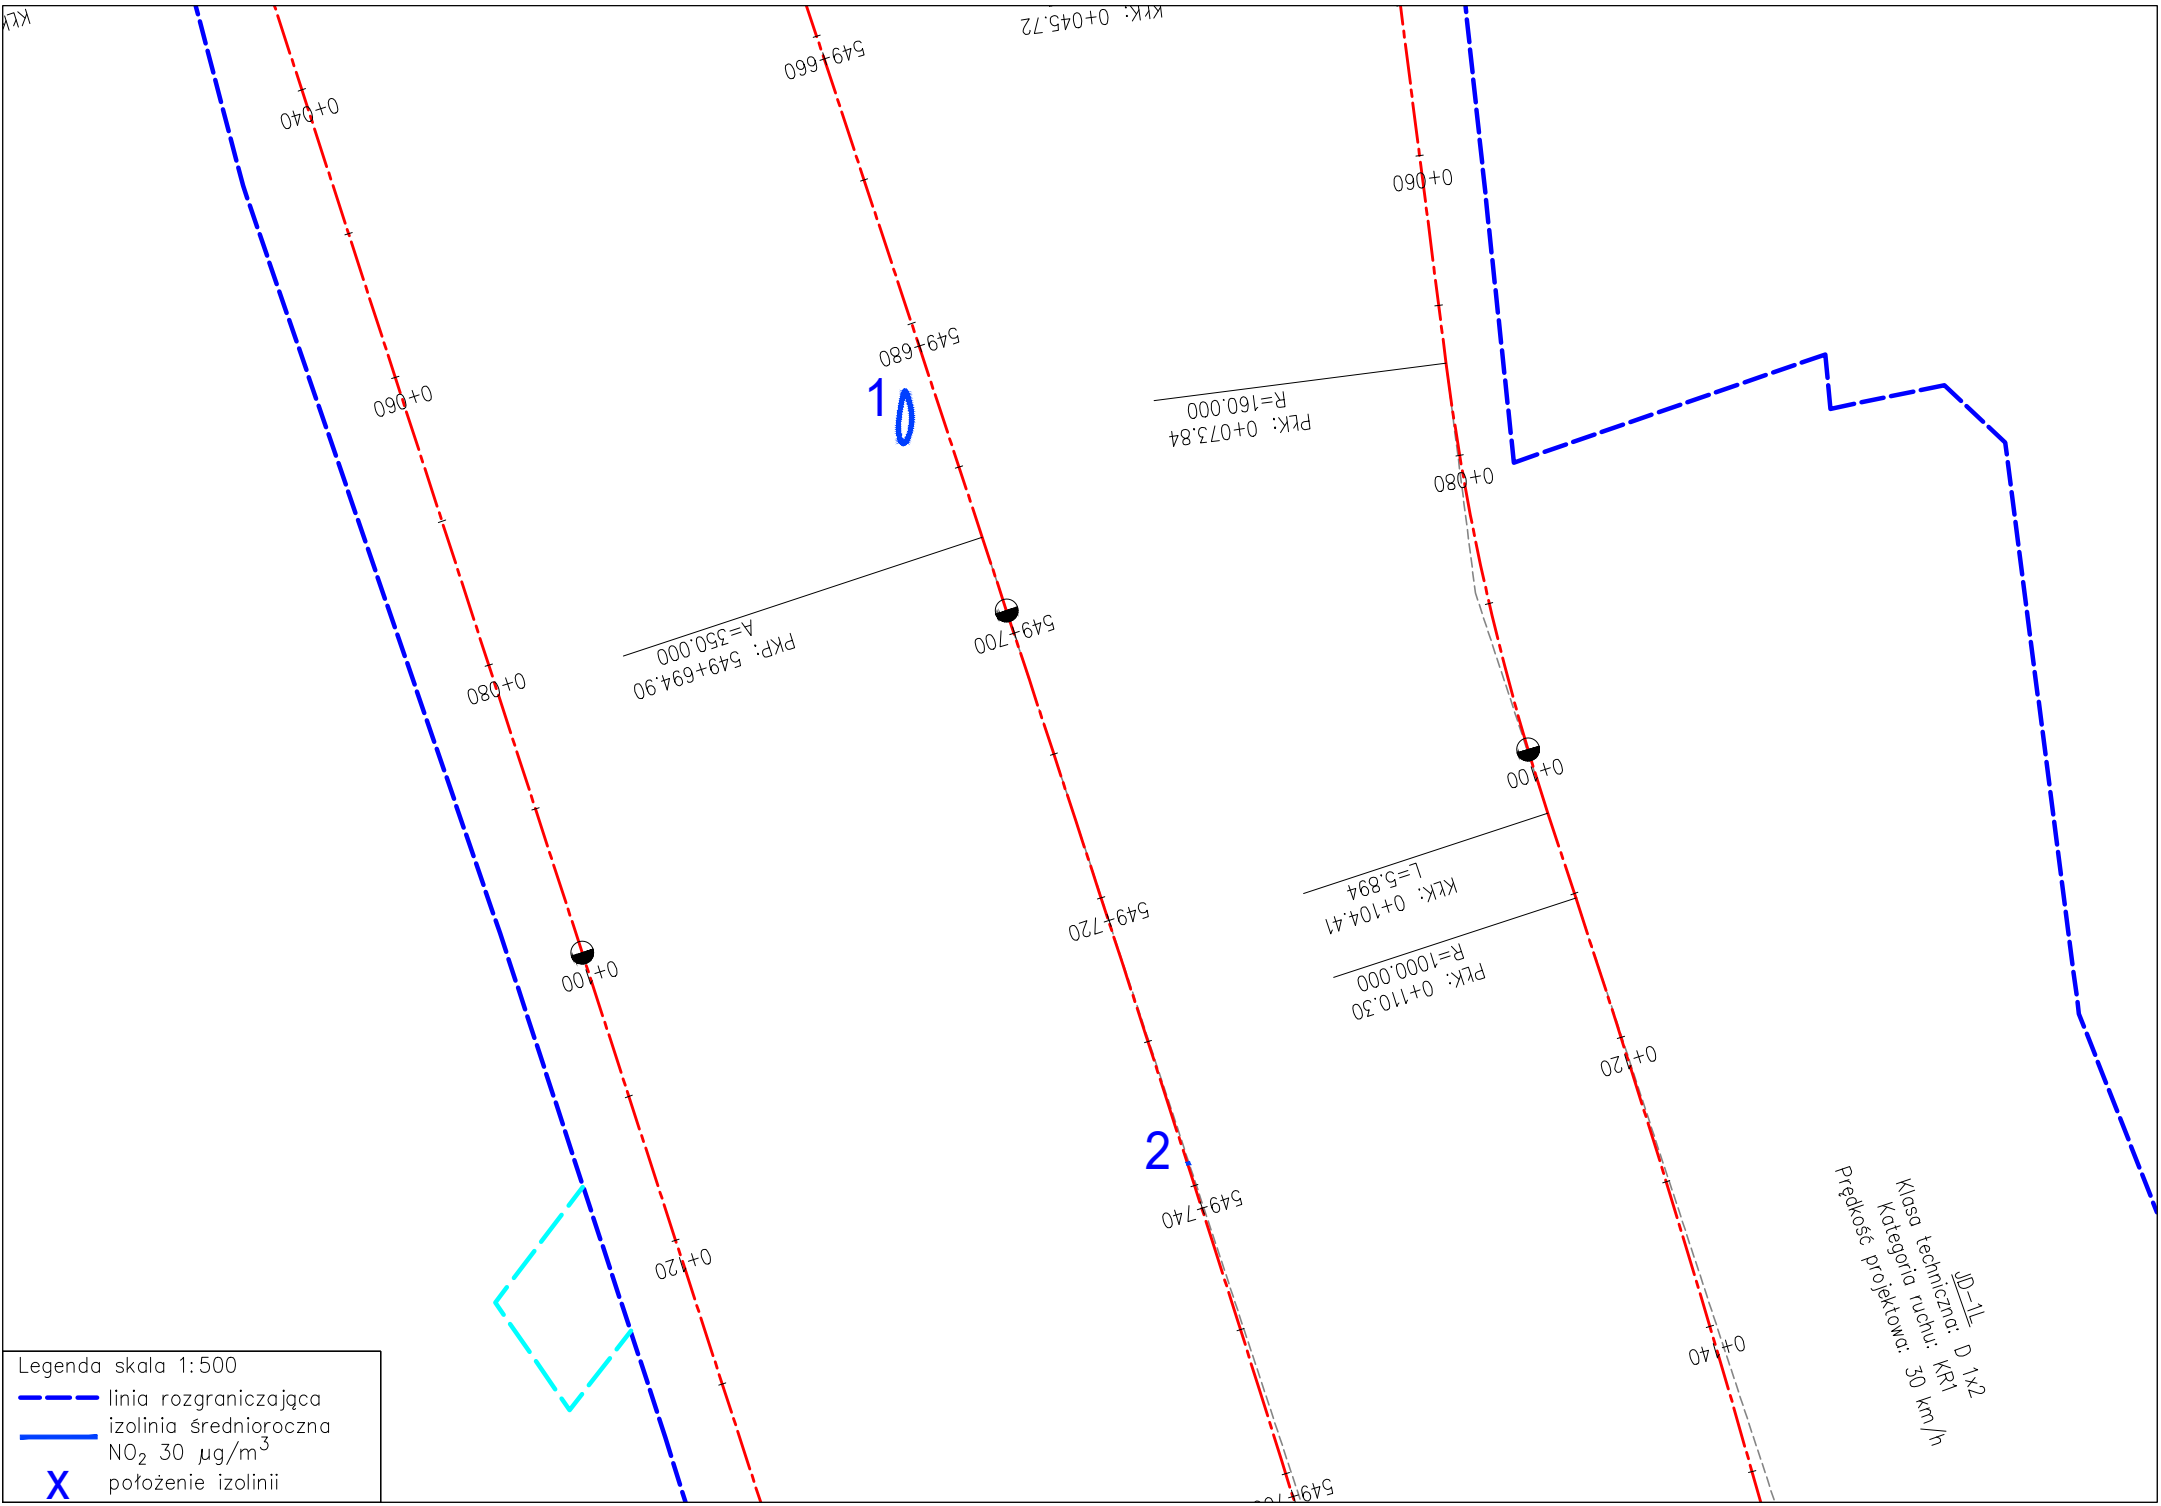 KŁK: 0+045.72
549+660
0+040
0+060
549+680
1
R=160.000
PŁK: 0+073.84
0+060
0+080
549+700
A=350.000
PKP: 549+694.90
0+080
0+100
L=5.894
KŁK: 0+104.41
549+720
R=1000.000
PŁK: 0+110.30
0+100
0+120
2
549+740
0+120
0+140
JD-1L
Klasa techniczna: D 1x2
Kategoria ruchu: KR1
Prędkość projektowa: 30 km/h
Legenda skala 1:500
linia rozgraniczająca
izolinia średnioroczna
NO₂ 30 µg/m³
X położenie izolinii